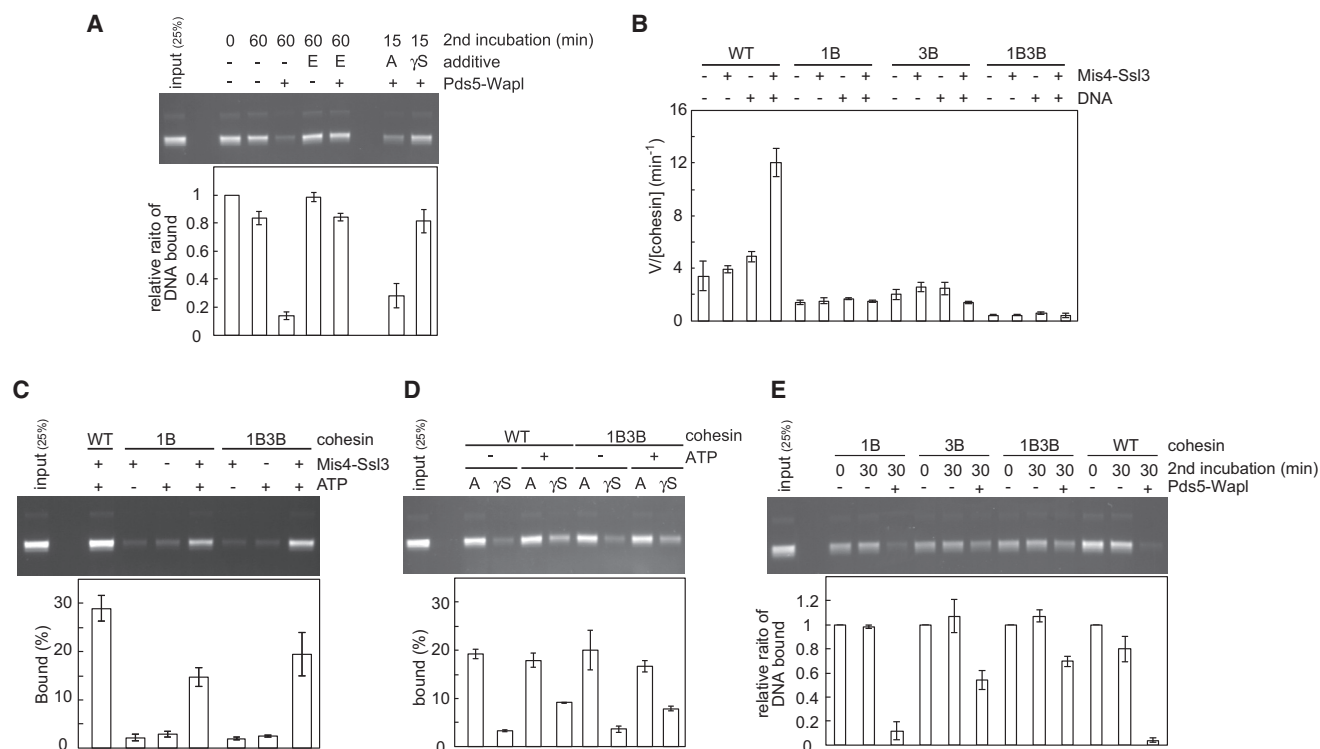 A
input (25%)
0 60 60 60 60 15 15 2nd incubation (min)
- - - E E A γS additive
- - + - + + + Pds5-Wapl
relative raito of DNA bound
1
0.8
0.6
0.4
0.2
0
B
WT 1B 3B 1B3B
- + - + - + - + - + - + - + - + Mis4-Ssl3
- - + + - - + + - - + + - - + + DNA
V/[cohesin] (min-1)
16
12
8
4
0
C
input (25%)
WT 1B 1B3B cohesin
+ + - + + - + Mis4-Ssl3
+ - + + - + + ATP
Bound (%)
30
20
10
0
D
input (25%)
WT 1B3B cohesin
- + - + ATP
A γS A γS A γS A γS
bound (%)
30
20
10
0
E
input (25%)
1B 3B 1B3B WT cohesin
0 30 30 0 30 30 0 30 30 0 30 30 2nd incubation (min)
- - + - - + - - + - - + Pds5-Wapl
relative raito of DNA bound
1.2
1
0.8
0.6
0.4
0.2
0